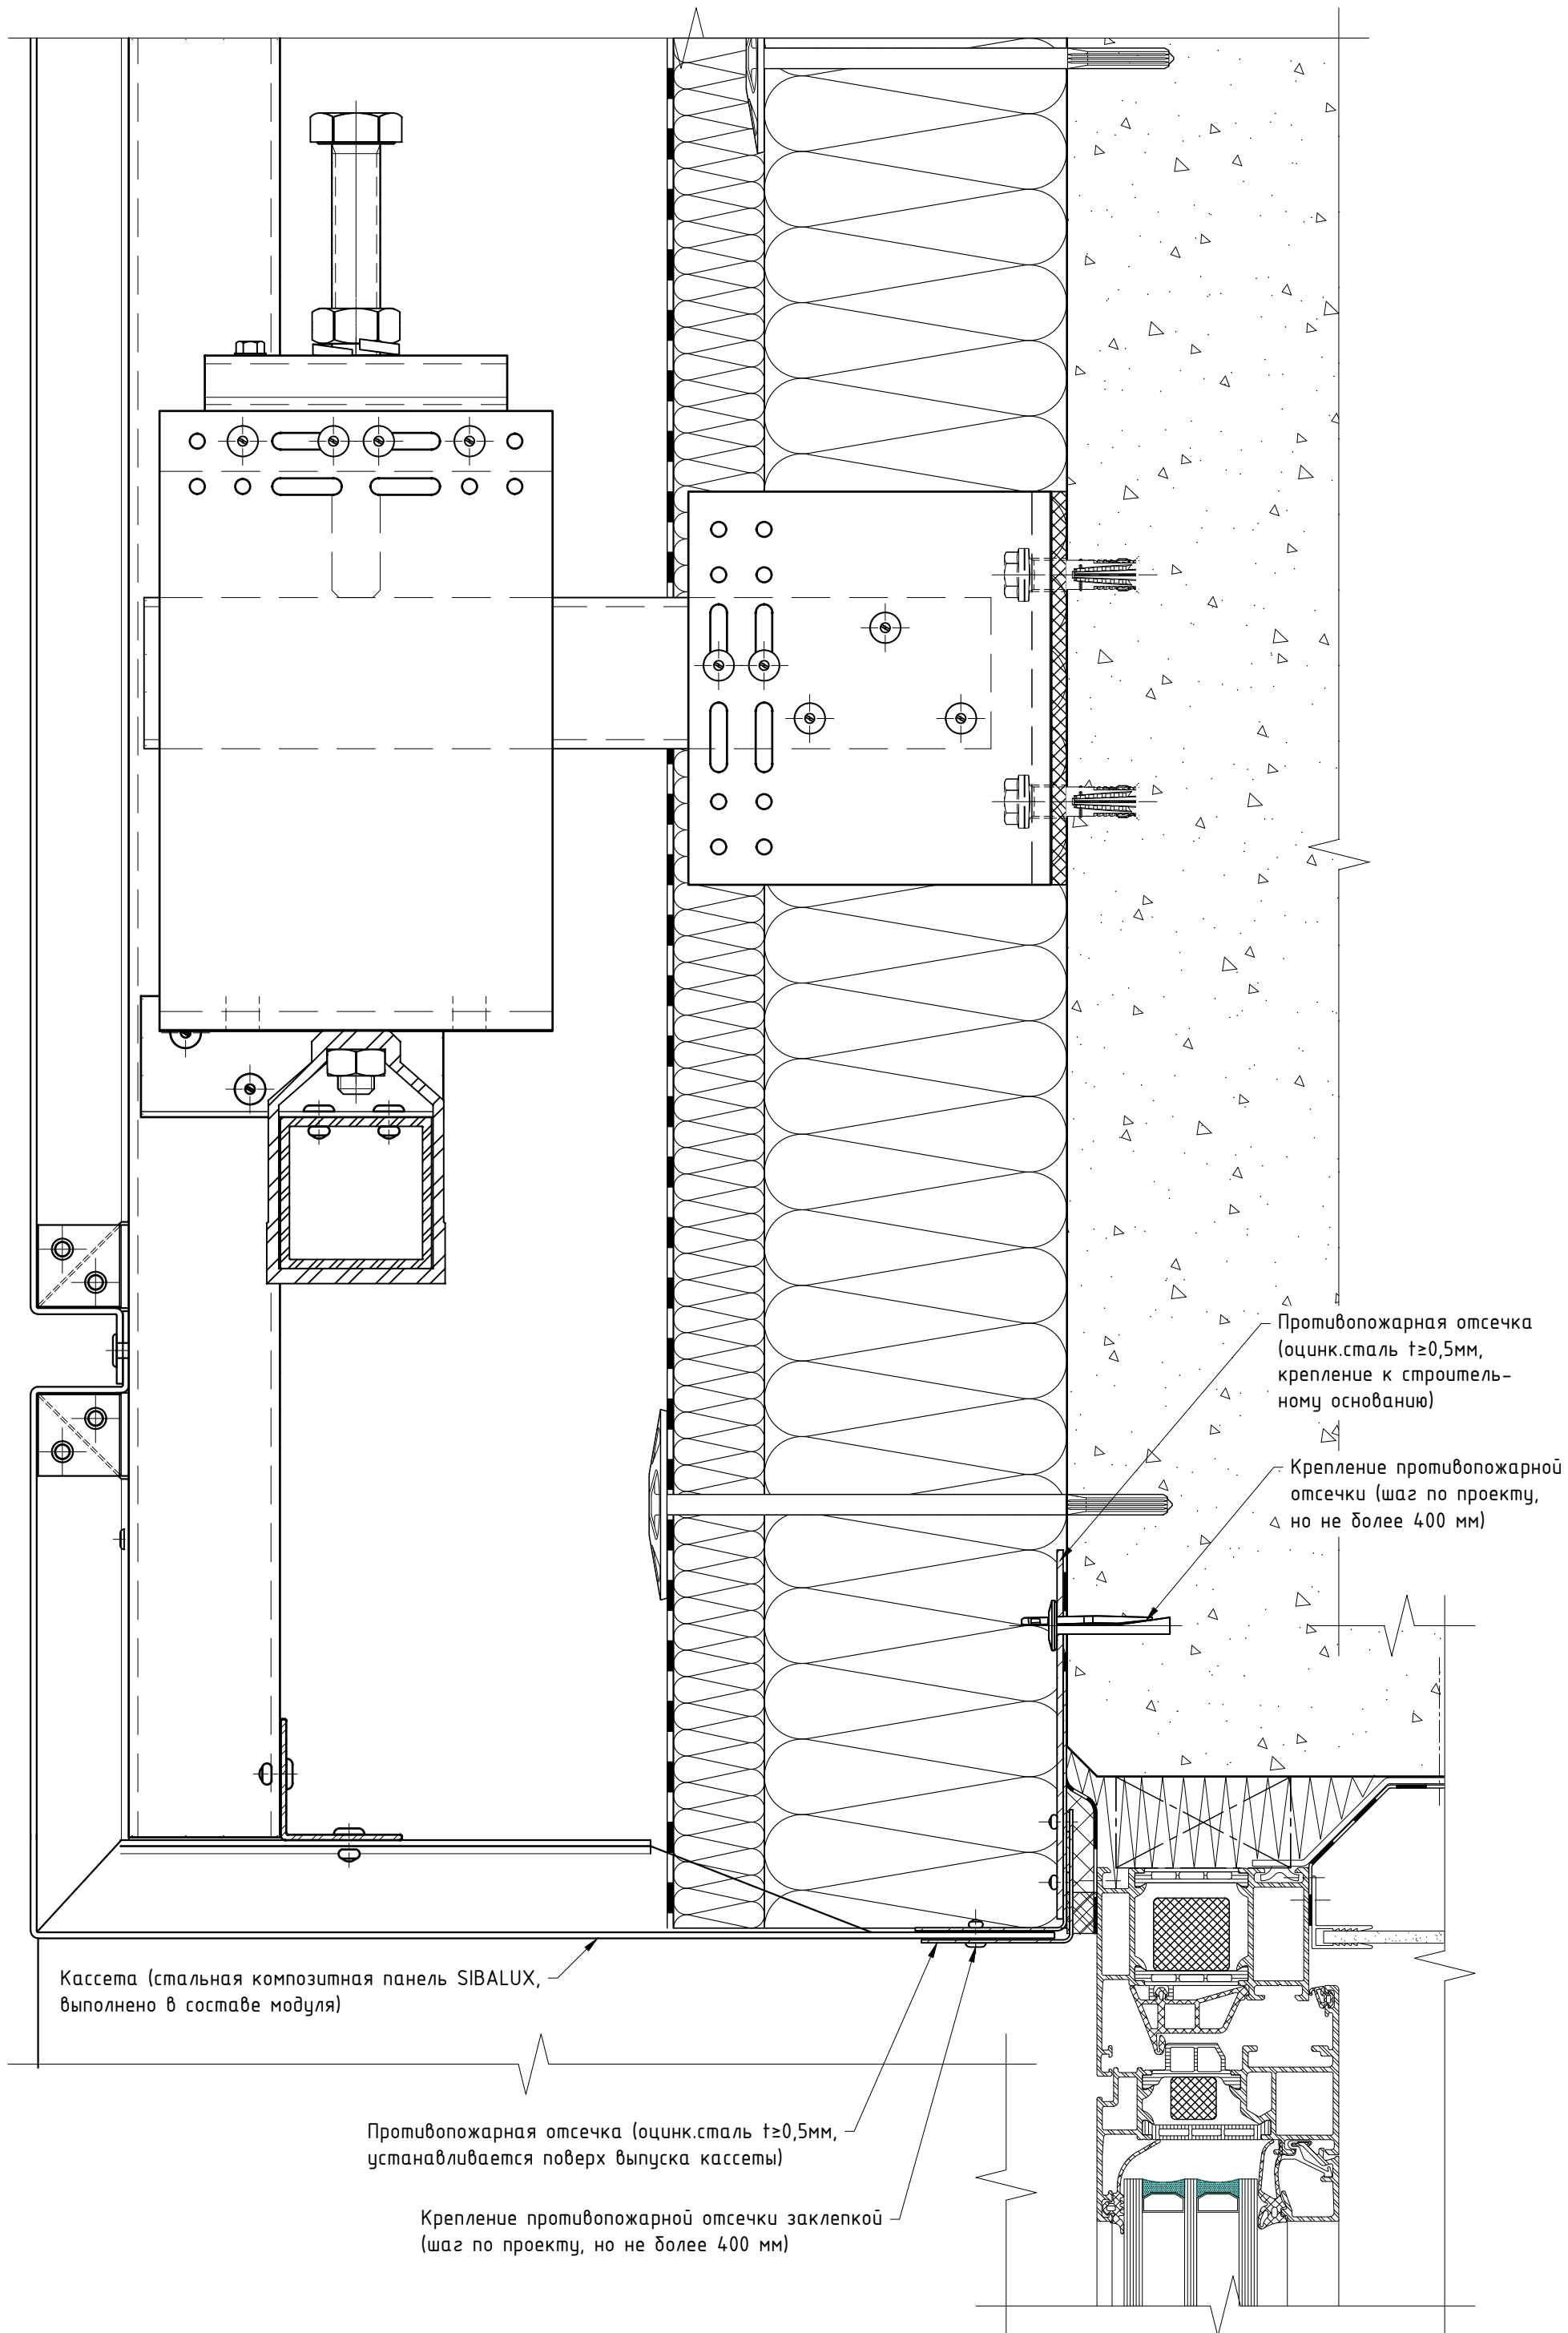 Противопожарная отсечка
(оцинк.сталь t≥0,5мм,
крепление к строитель-
ному основанию)
Крепление противопожарной
отсечки (шаг по проекту,
но не более 400 мм)
Кассета (стальная композитная панель SIBALUX,
выполнено в составе модуля)
Противопожарная отсечка (оцинк.сталь t≥0,5мм,
устанавливается поверх выпуска кассеты)
Крепление противопожарной отсечки заклепкой
(шаг по проекту, но не более 400 мм)